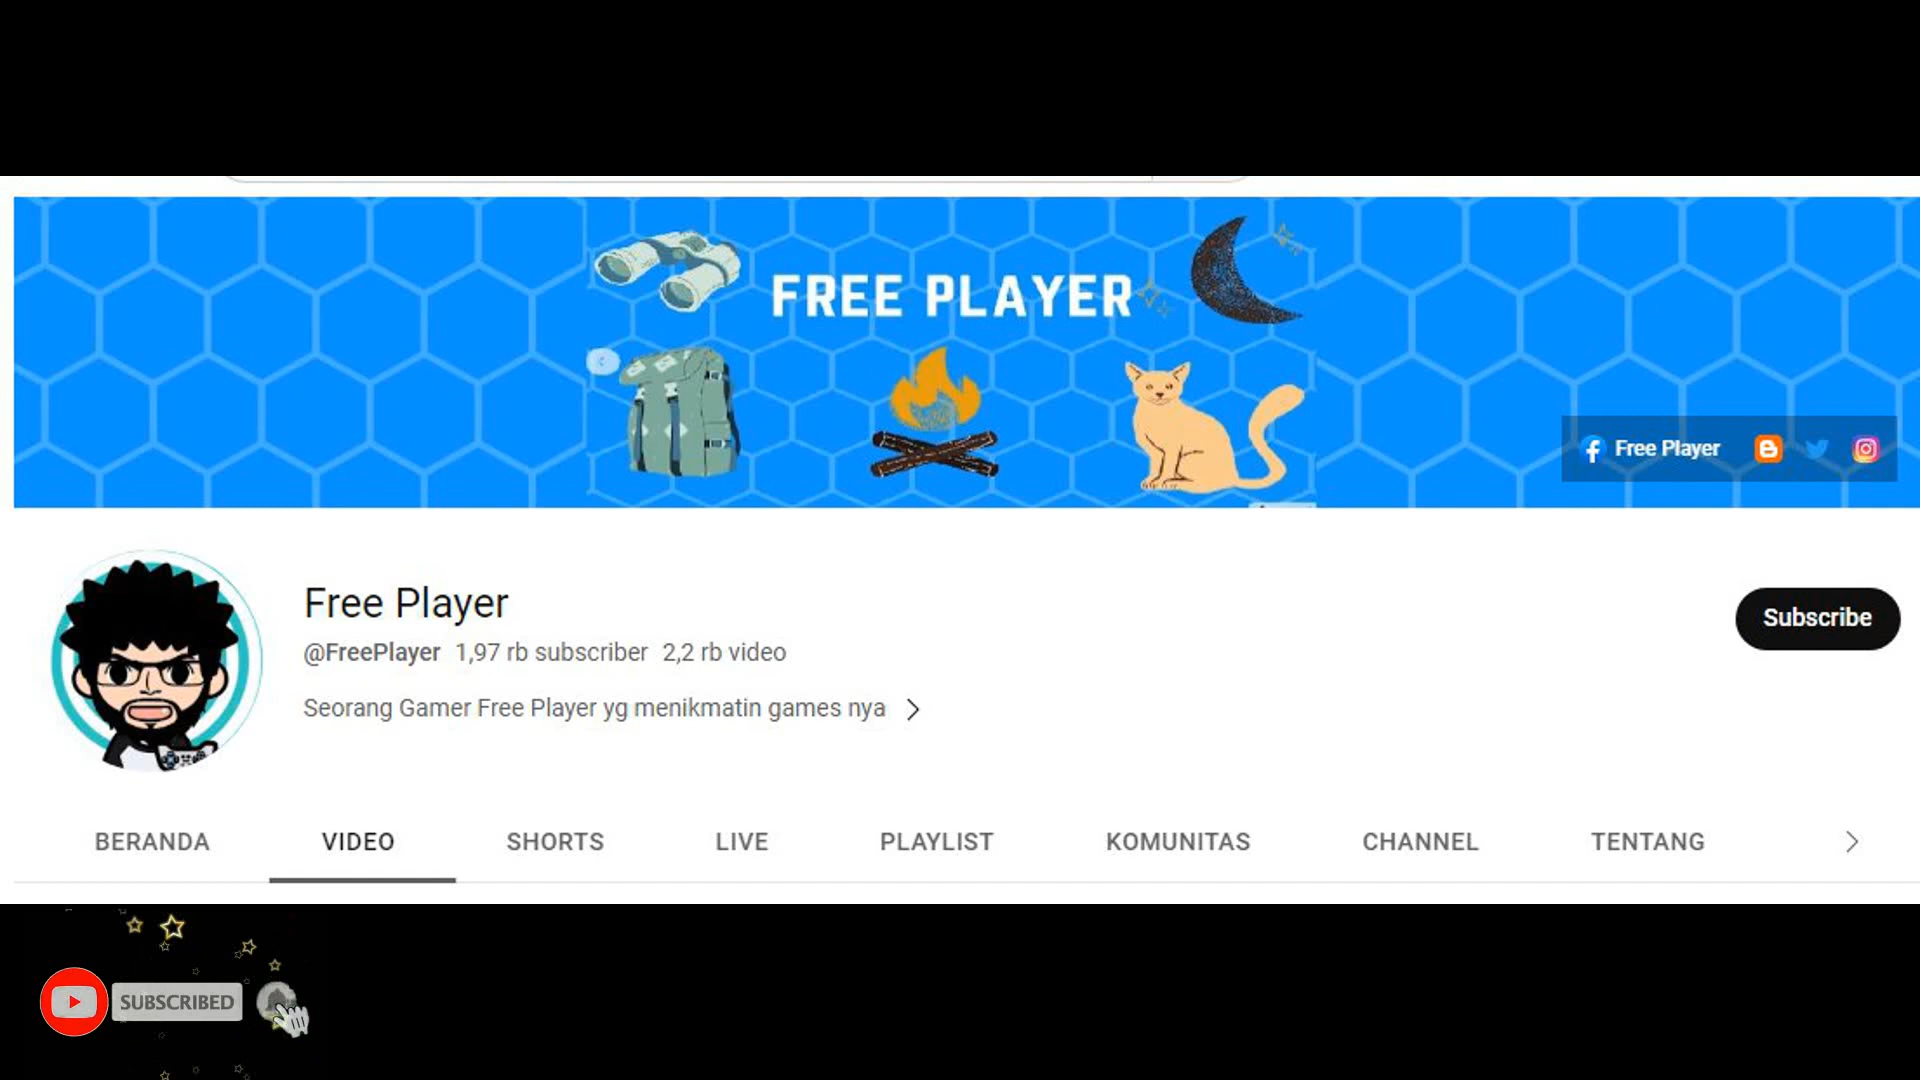 FREE PLAYER
Free Player
Free Player
Subscribe
@FreePlayer 1,97 rb subscriber 2,2 rb video
Seorang Gamer Free Player yg menikmatin games nya
BERANDA VIDEO SHORTS LIVE PLAYLIST KOMUNITAS CHANNEL TENTANG
SUBSCRIBED